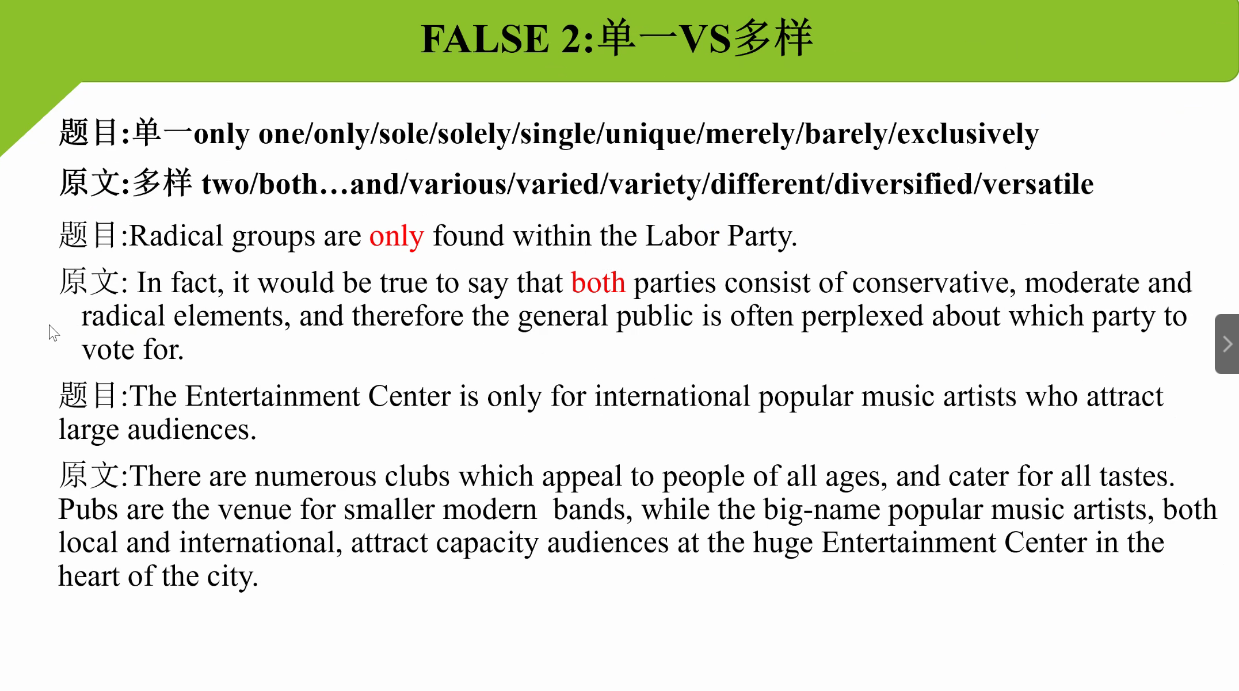 FALSE 2:单一VS多样
题目:单一only one/only/sole/solely/single/unique/merely/barely/exclusively
原文:多样 two/both…and/various/varied/variety/different/diversified/versatile
题目:Radical groups are only found within the Labor Party.
原文: In fact, it would be true to say that both parties consist of conservative, moderate and
radical elements, and therefore the general public is often perplexed about which party to
vote for.
题目:The Entertainment Center is only for international popular music artists who attract
large audiences.
原文:There are numerous clubs which appeal to people of all ages, and cater for all tastes.
Pubs are the venue for smaller modern  bands, while the big-name popular music artists, both
local and international, attract capacity audiences at the huge Entertainment Center in the
heart of the city.